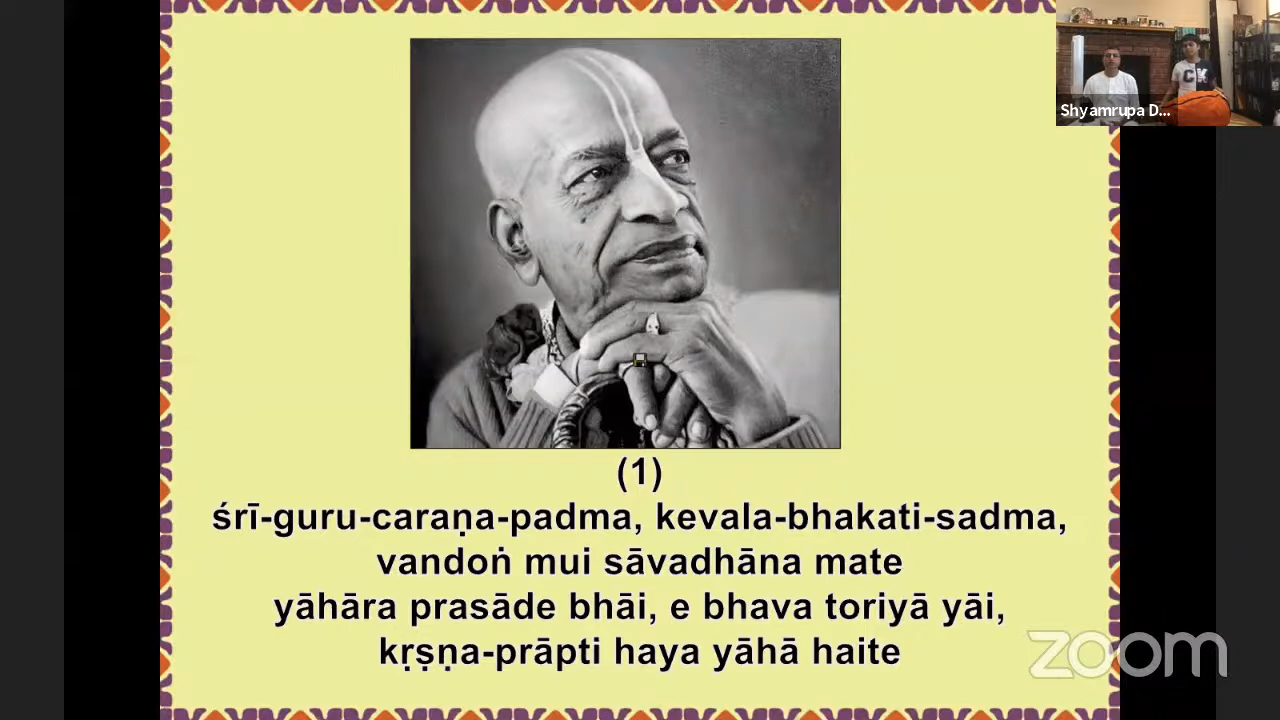 Shyamrupa D...
(1)
śrī-guru-caraṇa-padma, kevala-bhakati-sadma,
vandoṅ mui sāvadhāna mate
yāhāra prasāde bhāi, e bhava toriyā yāi,
kṛṣṇa-prāpti haya yāhā haite
zoom